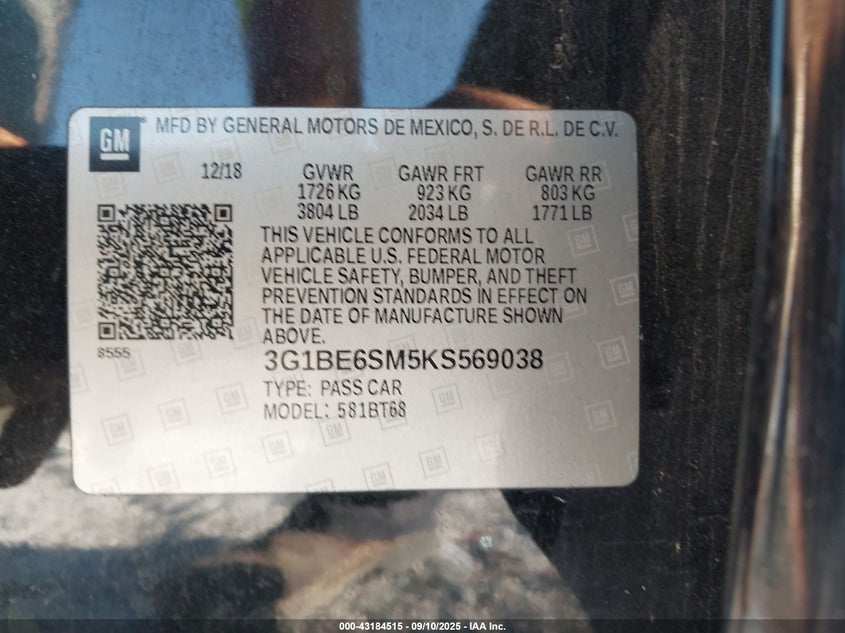 GM
MFD BY GENERAL MOTORS DE MEXICO, S. DE R.L. DE C.V.
12/18 GVWR GAWR FRT GAWR RR
1726 KG 923 KG 803 KG
3804 LB 2034 LB 1771 LB
THIS VEHICLE CONFORMS TO ALL
APPLICABLE U.S. FEDERAL MOTOR
VEHICLE SAFETY, BUMPER, AND THEFT
PREVENTION STANDARDS IN EFFECT ON
THE DATE OF MANUFACTURE SHOWN
ABOVE.
8555
3G1BE6SM5KS569038
TYPE: PASS CAR
MODEL: 581BT68
000-43184515 - 09/10/2025 - IAA Inc.